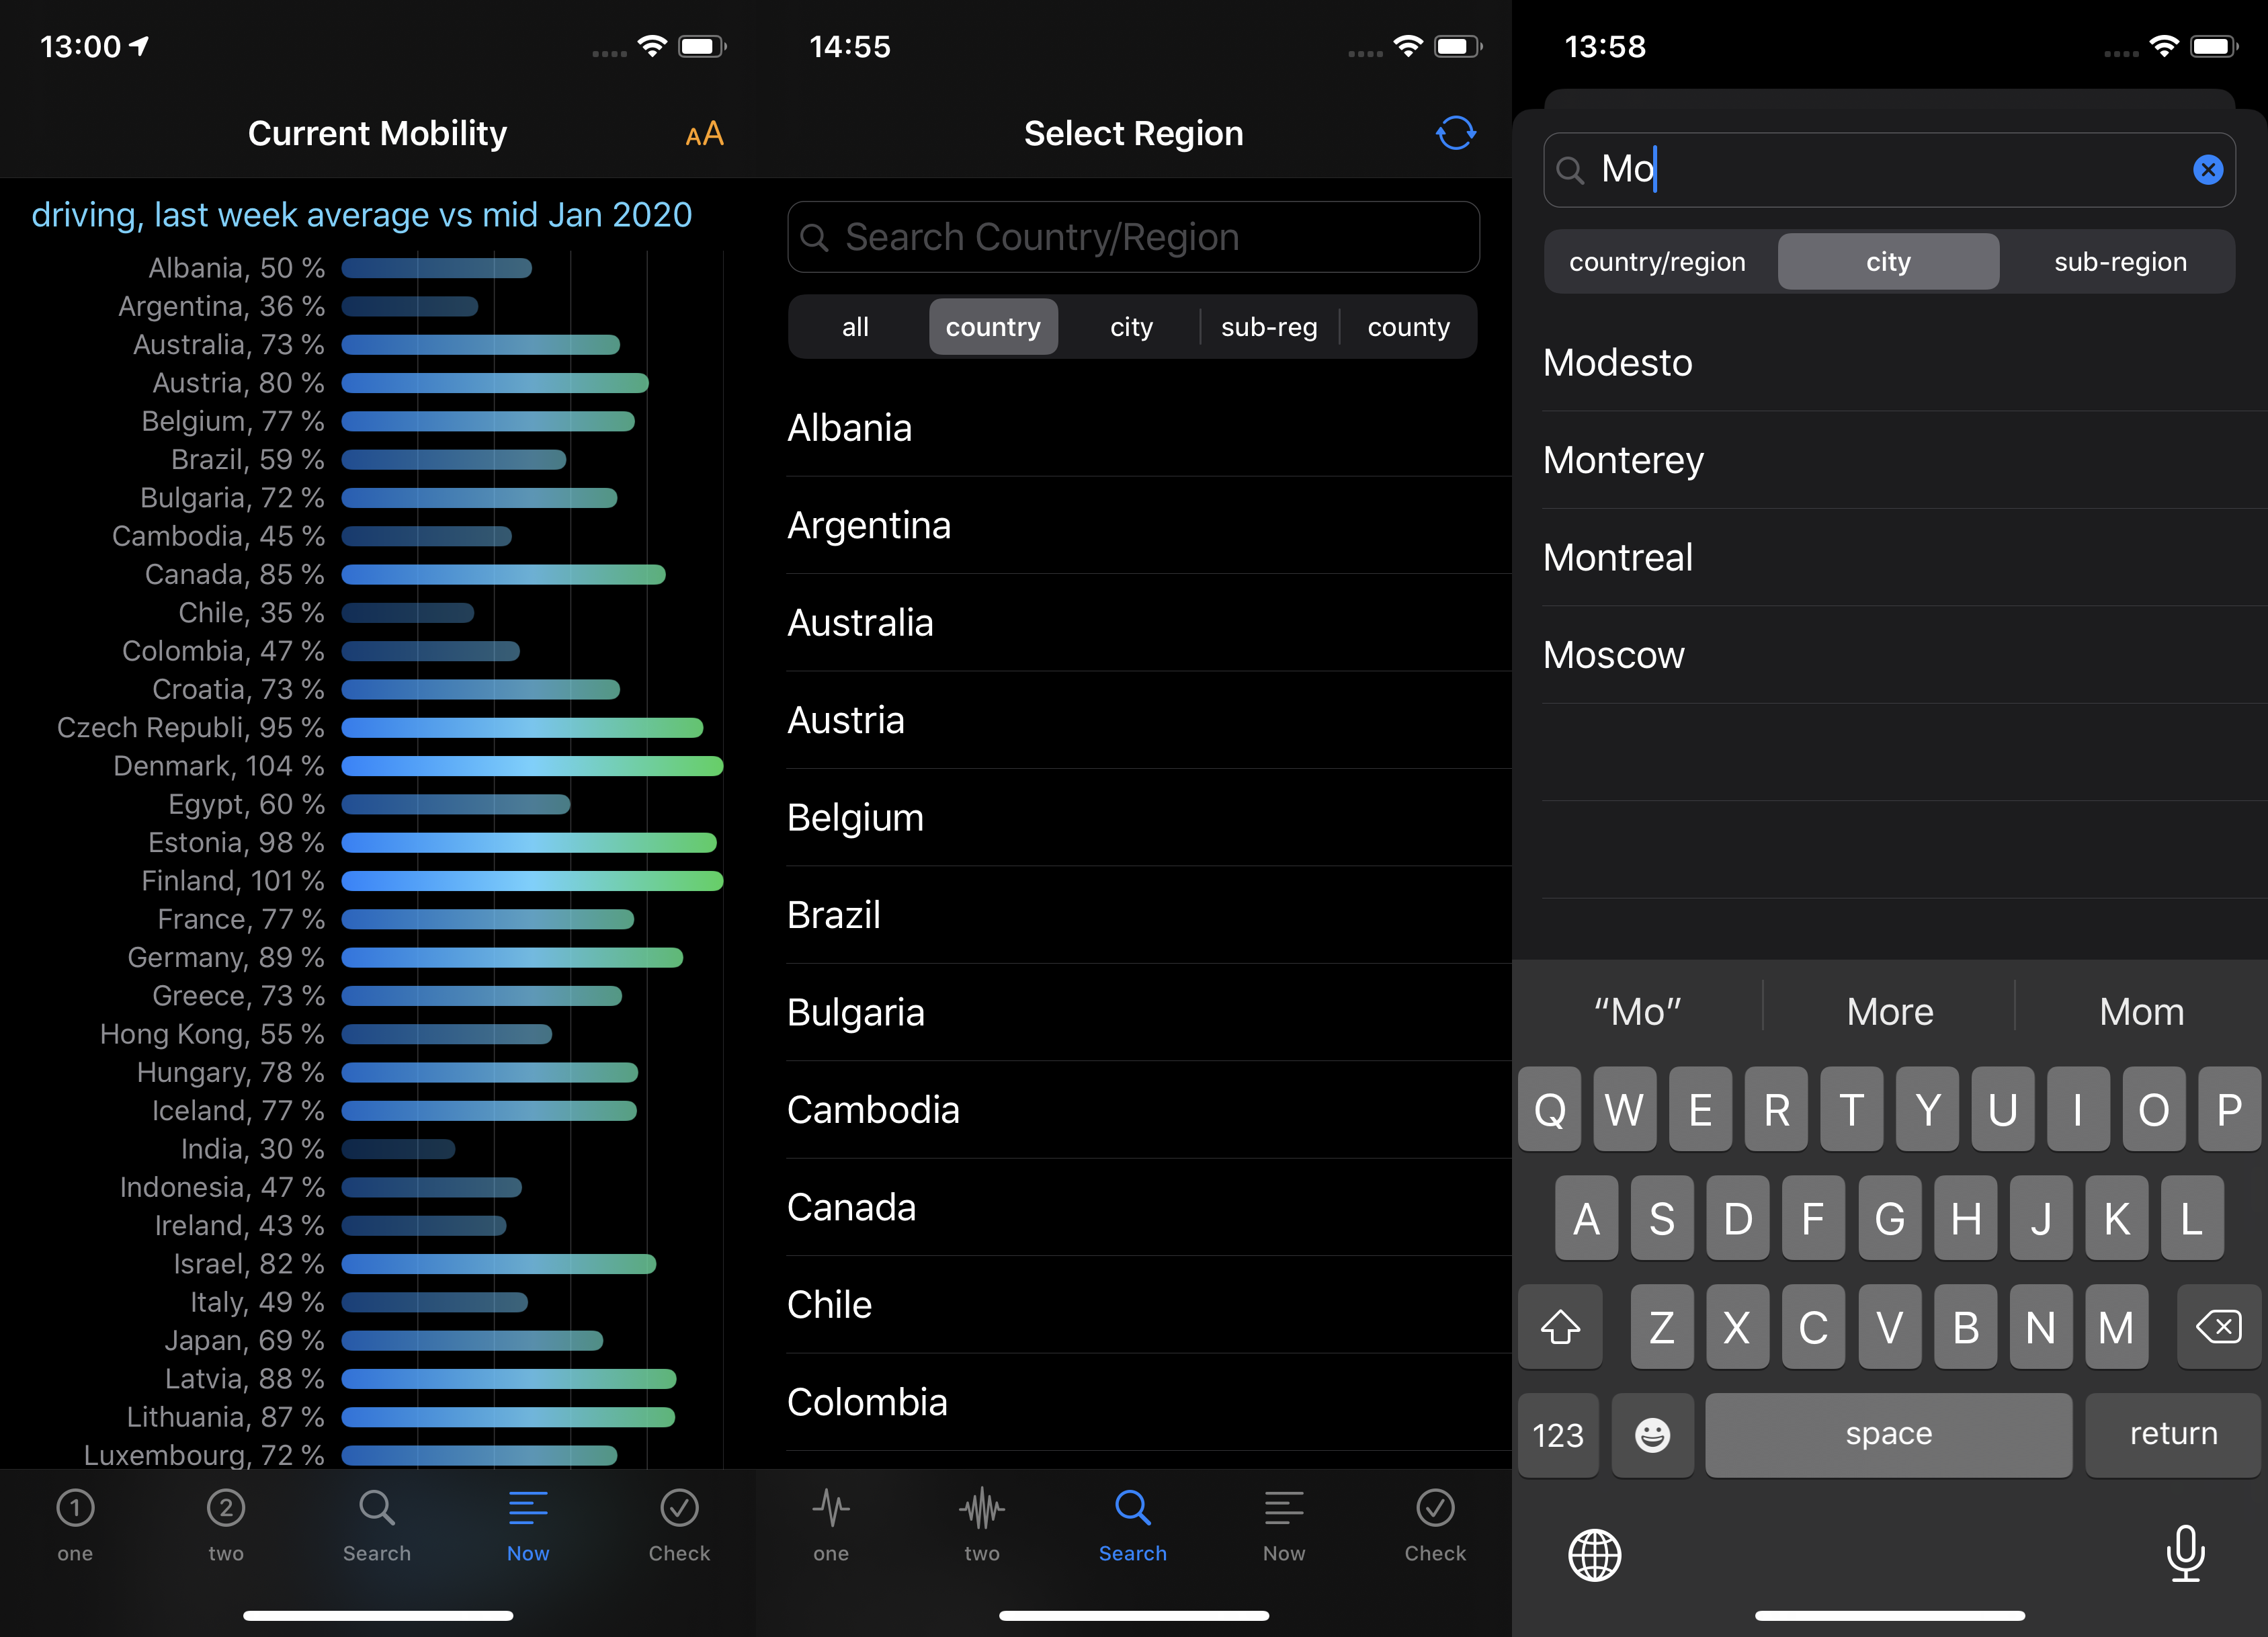 13:00
Current Mobility
AA
driving, last week average vs mid Jan 2020
Albania, 50 %
Argentina, 36 %
Australia, 73 %
Austria, 80 %
Belgium, 77 %
Brazil, 59 %
Bulgaria, 72 %
Cambodia, 45 %
Canada, 85 %
Chile, 35 %
Colombia, 47 %
Croatia, 73 %
Czech Republi, 95 %
Denmark, 104 %
Egypt, 60 %
Estonia, 98 %
Finland, 101 %
France, 77 %
Germany, 89 %
Greece, 73 %
Hong Kong, 55 %
Hungary, 78 %
Iceland, 77 %
India, 30 %
Indonesia, 47 %
Ireland, 43 %
Israel, 82 %
Italy, 49 %
Japan, 69 %
Latvia, 88 %
Lithuania, 87 %
Luxembourg, 72 %
1 2
one two Search Now Check
14:55
Select Region
Search Country/Region
all country city sub-reg county
Albania
Argentina
Australia
Austria
Belgium
Brazil
Bulgaria
Cambodia
Canada
Chile
Colombia
one two Search Now Check
13:58
Mo
country/region city sub-region
Modesto
Monterey
Montreal
Moscow
“Mo” More Mom
Q W E R T Y U I O P
A S D F G H J K L
Z X C V B N M
123 space return